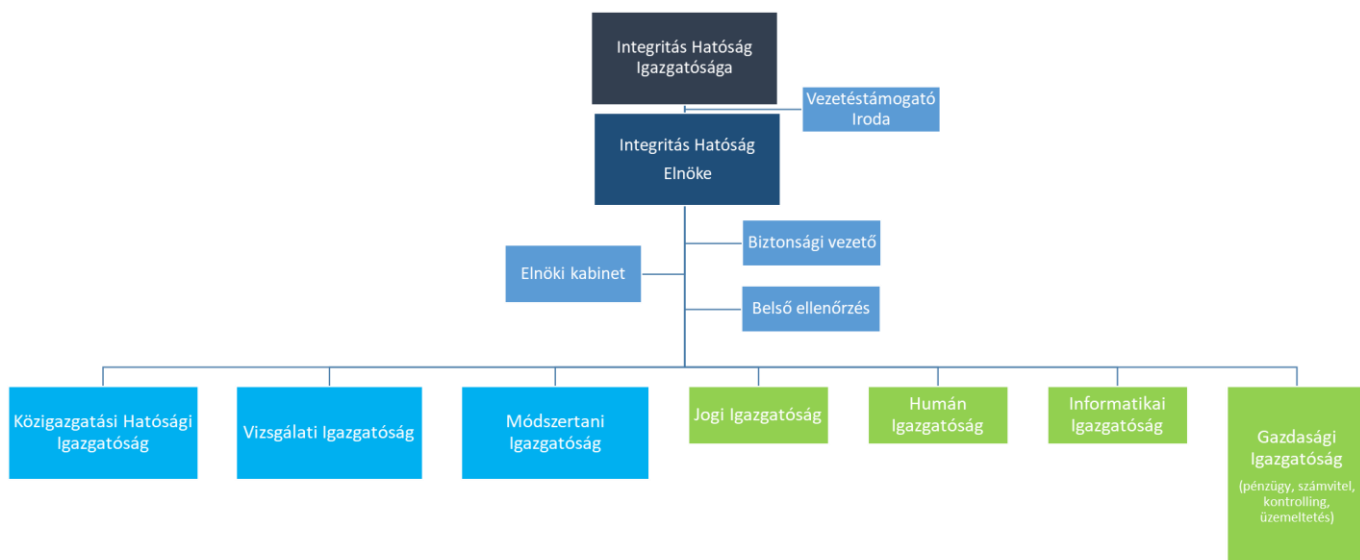 Integritás Hatóság
Igazgatósága
Vezetéstámogató
Iroda
Integritás Hatóság
Elnöke
Biztonsági vezető
Elnöki kabinet
Belső ellenőrzés
Közigazgatási Hatósági
Igazgatóság
Vizsgálati Igazgatóság
Módszertani
Igazgatóság
Jogi Igazgatóság
Humán
Igazgatóság
Informatikai
Igazgatóság
Gazdasági
Igazgatóság
(pénzügy, számvitel,
kontrolling,
üzemeltetés)